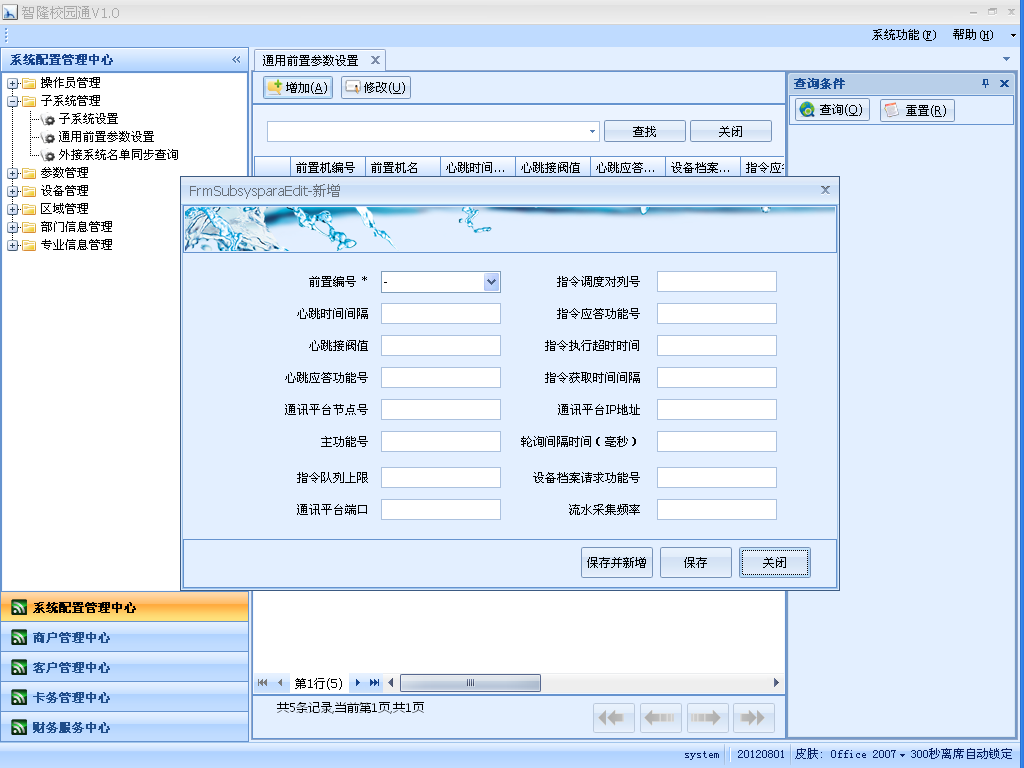 智隆校园通V1.0
系统功能(F) 帮助(H)
系统配置管理中心
操作员管理
子系统管理
子系统设置
通用前置参数设置
外接系统名单同步查询
参数管理
设备管理
区域管理
部门信息管理
专业信息管理
通用前置参数设置
增加(A) 修改(U)
查找 关闭
前置机编号 前置机名 心跳时间... 心跳接阀值 心跳应答... 设备档案... 指令应
查询条件
查询(Q) 重置(R)
FrmSubsysparaEdit-新增
前置编号 * - 指令调度对列号
心跳时间间隔 指令应答功能号
心跳接阀值 指令执行超时时间
心跳应答功能号 指令获取时间间隔
通讯平台节点号 通讯平台IP地址
主功能号 轮询间隔时间（毫秒）
指令队列上限 设备档案请求功能号
通讯平台端口 流水采集频率
保存并新增 保存 关闭
系统配置管理中心
商户管理中心
客户管理中心
卡务管理中心
财务服务中心
第1行(5)
共5条记录,当前第1页,共1页
system 20120801 皮肤: Office 2007 300秒离席自动锁定